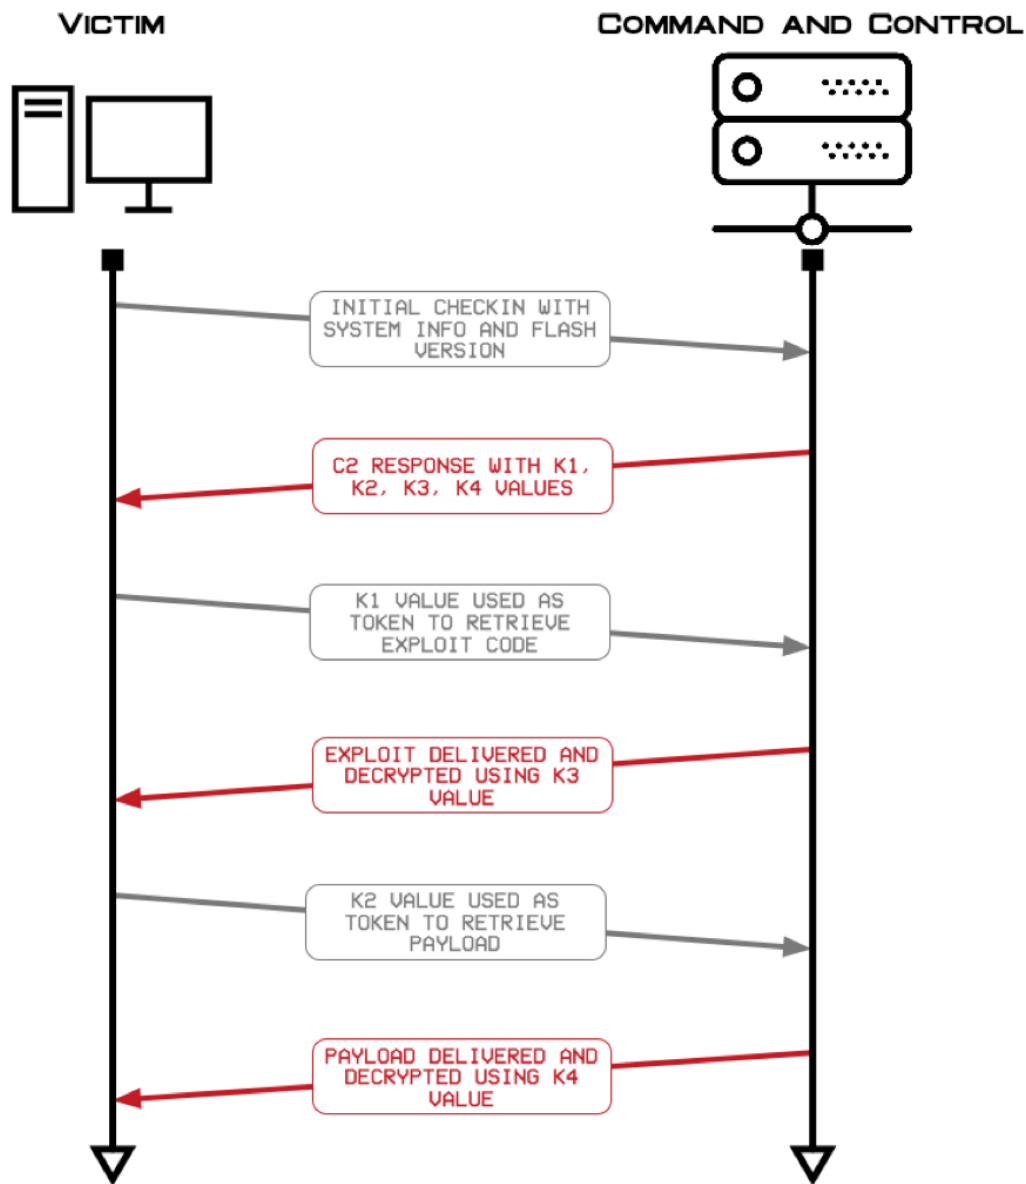 VICTIM
COMMAND AND CONTROL
INITIAL CHECKIN WITH
SYSTEM INFO AND FLASH
VERSION
C2 RESPONSE WITH K1,
K2, K3, K4 VALUES
K1 VALUE USED AS
TOKEN TO RETRIEVE
EXPLOIT CODE
EXPLOIT DELIVERED AND
DECRYPTED USING K3
VALUE
K2 VALUE USED AS
TOKEN TO RETRIEVE
PAYLOAD
PAYLOAD DELIVERED AND
DECRYPTED USING K4
VALUE